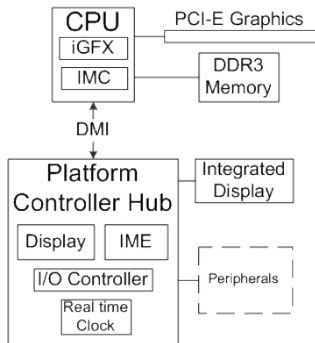 CPU
iGFX
IMC
PCI-E Graphics
DDR3
Memory
DMI
Platform
Controller Hub
Display
IME
I/O Controller
Real time
Clock
Integrated
Display
Peripherals